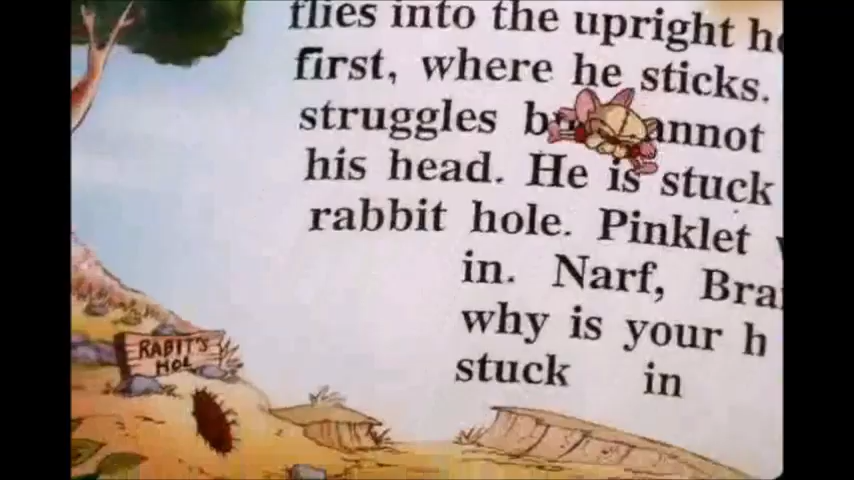 flies into the upright
first, where he sticks.
struggles
his head. He is stuck
rabbit hole. Pinklet
in. Narf,
why is your
stuck in
RABIT'S
HOL